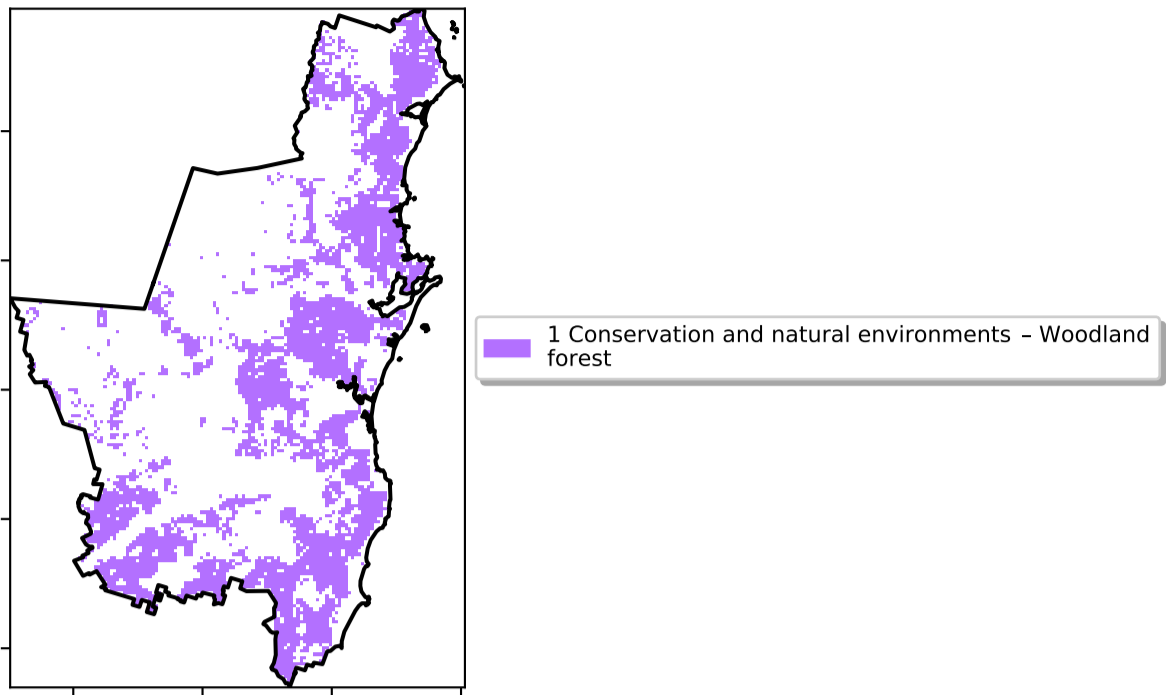 1 Conservation and natural environments – Woodland
forest